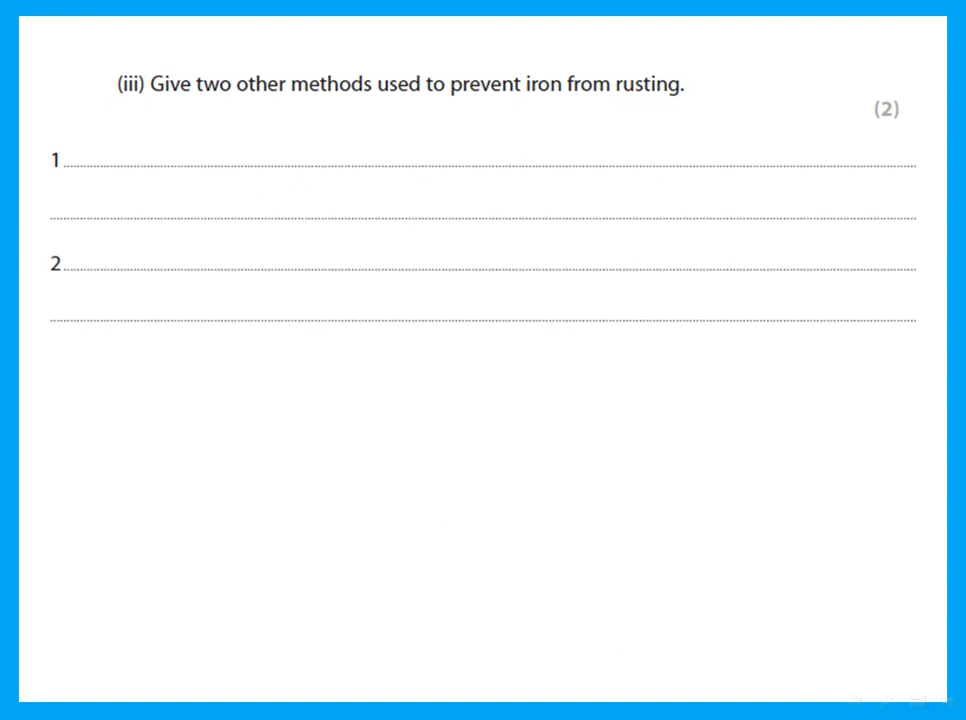 (iii) Give two other methods used to prevent iron from rusting.
(2)
1
2